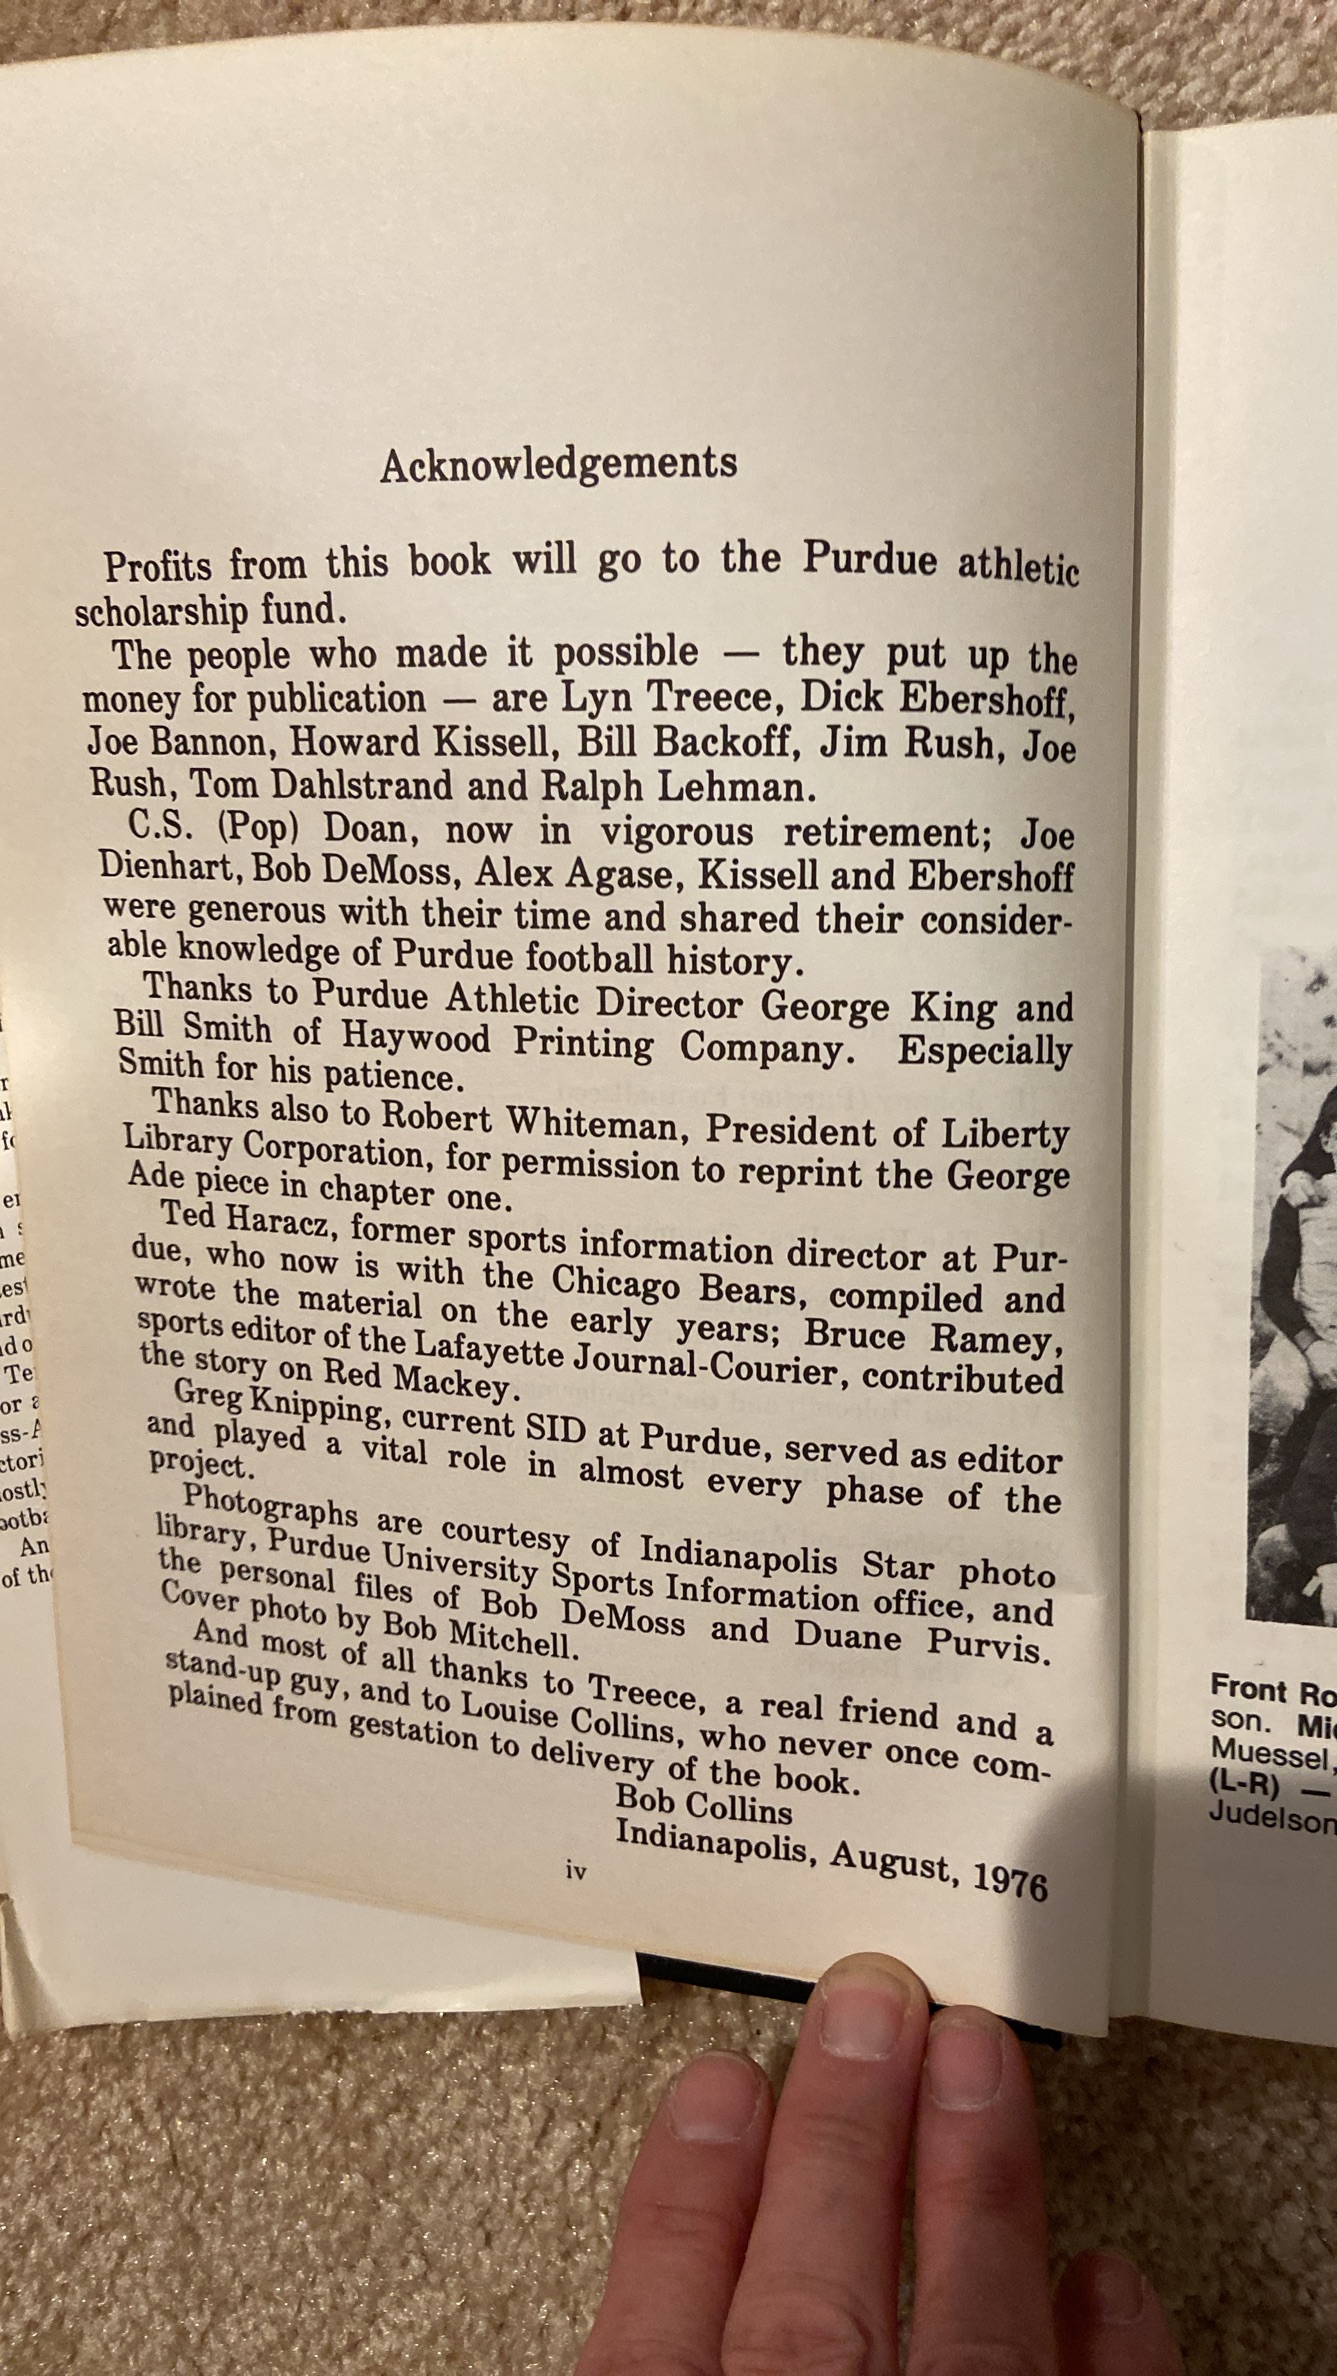 Acknowledgements
Profits from this book will go to the Purdue athletic
scholarship fund.
The people who made it possible — they put up the
money for publication — are Lyn Treece, Dick Ebershoff,
Joe Bannon, Howard Kissell, Bill Backoff, Jim Rush, Joe
Rush, Tom Dahlstrand and Ralph Lehman.
C.S. (Pop) Doan, now in vigorous retirement; Joe
Dienhart, Bob DeMoss, Alex Agase, Kissell and Ebershoff
were generous with their time and shared their consider-
able knowledge of Purdue football history.
Thanks to Purdue Athletic Director George King and
Bill Smith of Haywood Printing Company. Especially
Smith for his patience.
Thanks also to Robert Whiteman, President of Liberty
Library Corporation, for permission to reprint the George
Ade piece in chapter one.
Ted Haracz, former sports information director at Pur-
due, who now is with the Chicago Bears, compiled and
wrote the material on the early years; Bruce Ramey,
sports editor of the Lafayette Journal-Courier, contributed
the story on Red Mackey.
Greg Knipping, current SID at Purdue, served as editor
and played a vital role in almost every phase of the
project.
Photographs are courtesy of Indianapolis Star photo
library, Purdue University Sports Information office, and
the personal files of Bob DeMoss and Duane Purvis.
Cover photo by Bob Mitchell.
And most of all thanks to Treece, a real friend and a
stand-up guy, and to Louise Collins, who never once com-
plained from gestation to delivery of the book.
Bob Collins
Indianapolis, August, 1976
iv
Front Ro
son. Mi
Muessel,
(L-R) —
Judelson